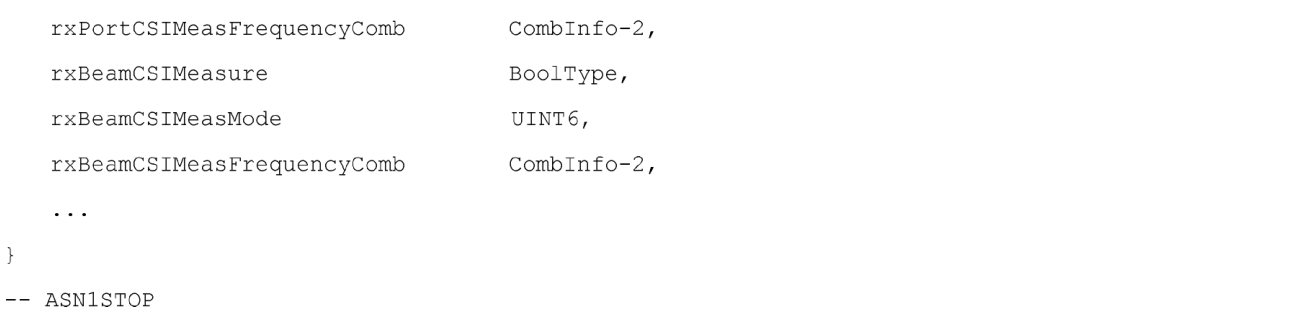 rxPortCSIMeasFrequencyComb CombInfo-2,
rxBeamCSIMeasure BoolType,
rxBeamCSIMeasMode UINT6,
rxBeamCSIMeasFrequencyComb CombInfo-2,
...
}
-- ASN1STOP